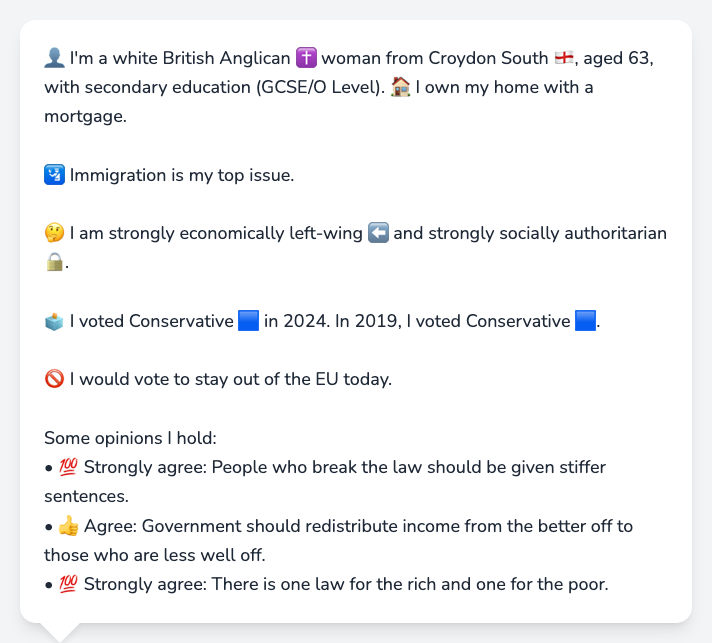 👤 I'm a white British Anglican ✝️ woman from Croydon South 🏴󠁧󠁢󠁥󠁮󠁧󠁿, aged 63,
with secondary education (GCSE/O Level). 🏠 I own my home with a
mortgage.
🛂 Immigration is my top issue.
🤔 I am strongly economically left-wing ⬅️ and strongly socially authoritarian
🔒.
🗳️ I voted Conservative 🟦 in 2024. In 2019, I voted Conservative 🟦.
🚫 I would vote to stay out of the EU today.
Some opinions I hold:
• 💯 Strongly agree: People who break the law should be given stiffer
sentences.
• 👍 Agree: Government should redistribute income from the better off to
those who are less well off.
• 💯 Strongly agree: There is one law for the rich and one for the poor.